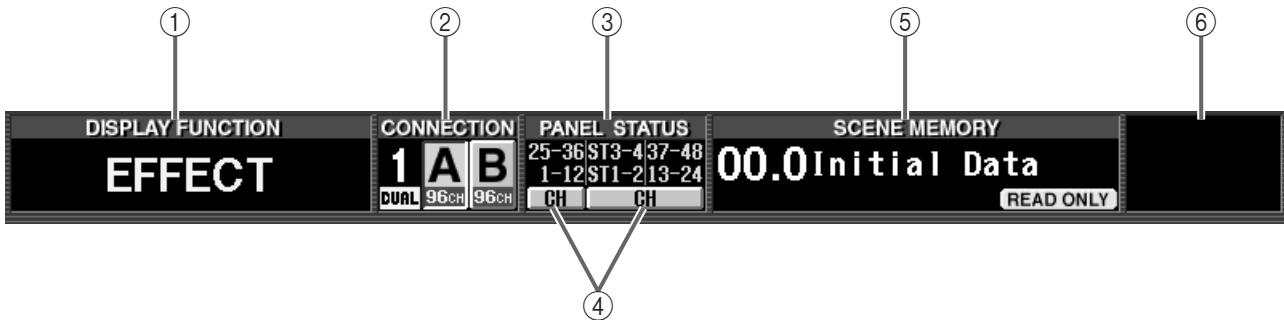 ① ② ③ ⑤ ⑥
DISPLAY FUNCTION CONNECTION PANEL STATUS SCENE MEMORY
EFFECT
1 A B
DUAL 96CH 96CH
25-36 ST3-4 37-48
1-12 ST1-2 13-24
CH CH
00.0 Initial Data
READ ONLY
④